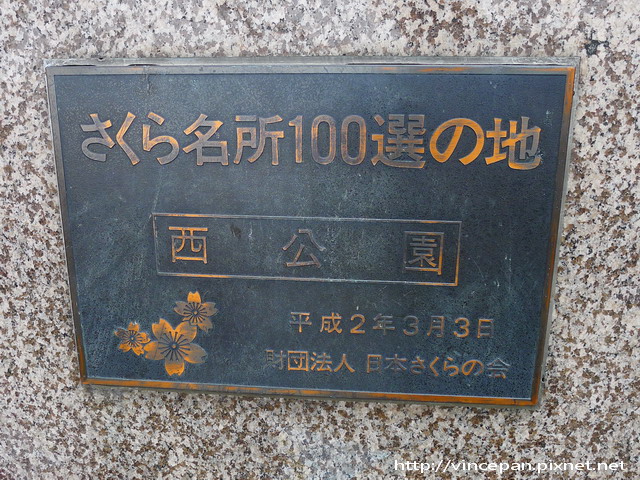 さくら名所100選の地
西公園
平成2年3月3日
財団法人 日本さくらの会
http://vincepan.pixnet.net